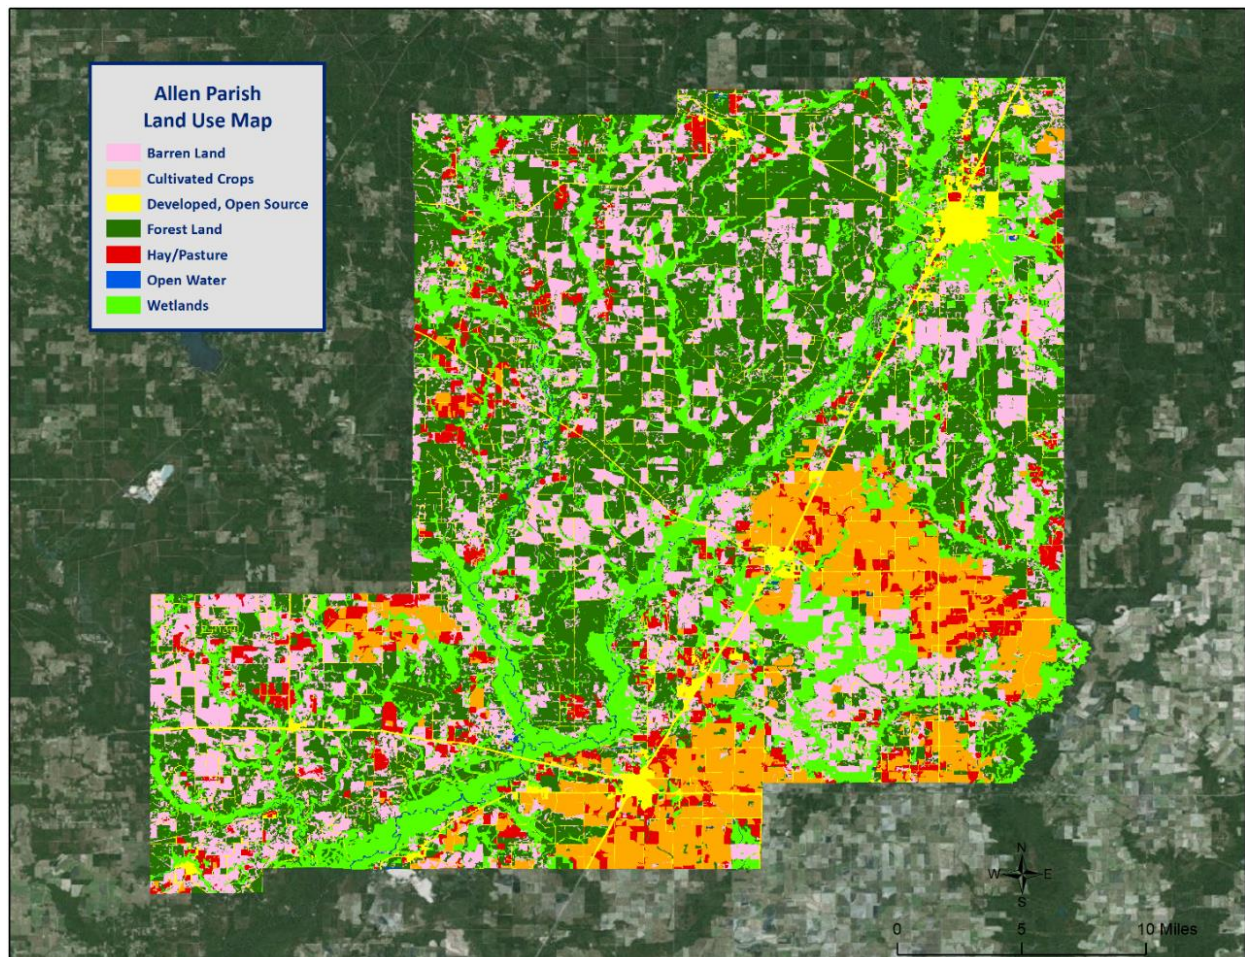 Allen Parish
Land Use Map
Barren Land
Cultivated Crops
Developed, Open Source
Forest Land
Hay/Pasture
Open Water
Wetlands
N
W E
S
0 5 10 Miles